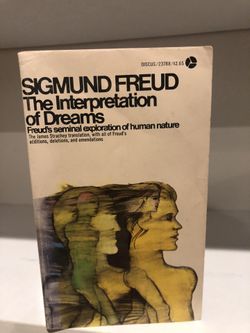 DISCUS/23788/$2.65
SIGMUND FREUD
The Interpretation
of Dreams
Freud's seminal exploration of human nature
The James Strachey translation, with all of Freud's
additions, deletions, and emendations